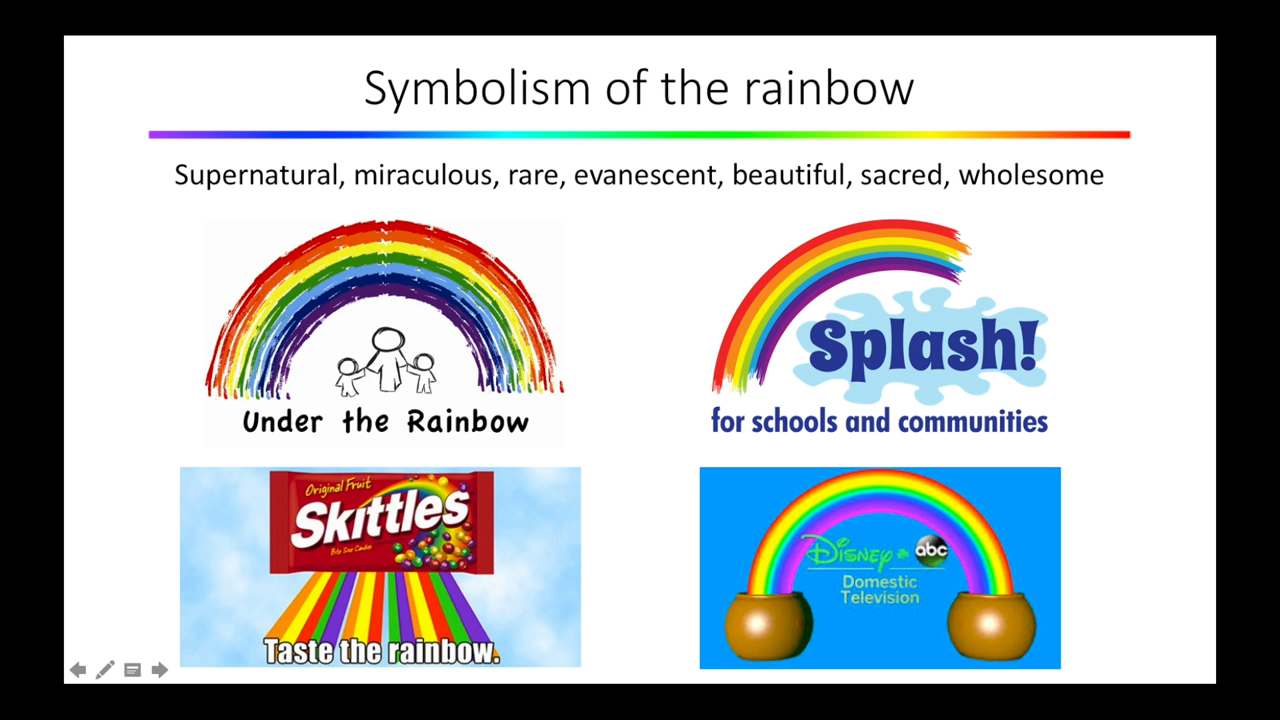 Symbolism of the rainbow
Supernatural, miraculous, rare, evanescent, beautiful, sacred, wholesome
Under the Rainbow
Splash!
for schools and communities
Original Fruit
Skittles
Bite Size Candies
Taste the rainbow.
Disney abc
Domestic
Television